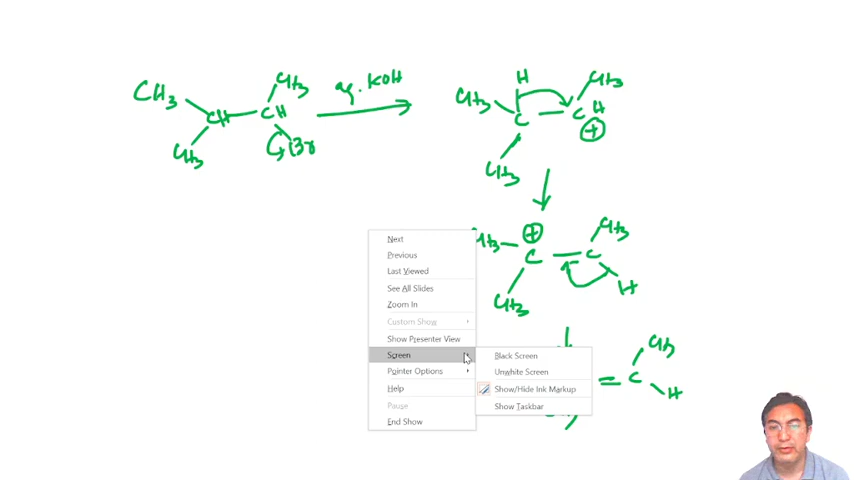 CH3
CH
CH3
CH
CH3
Br
aq. KOH
H
CH3
C
CH3
CH3
C H
+
CH3
+
C
CH3
CH3
C
H
Next
Previous
Last Viewed
See All Slides
Zoom In
Custom Show
Show Presenter View
Screen
Pointer Options
Help
Pause
End Show
Black Screen
Unwhite Screen
Show/Hide Ink Markup
Show Taskbar
=
C
CH3
H